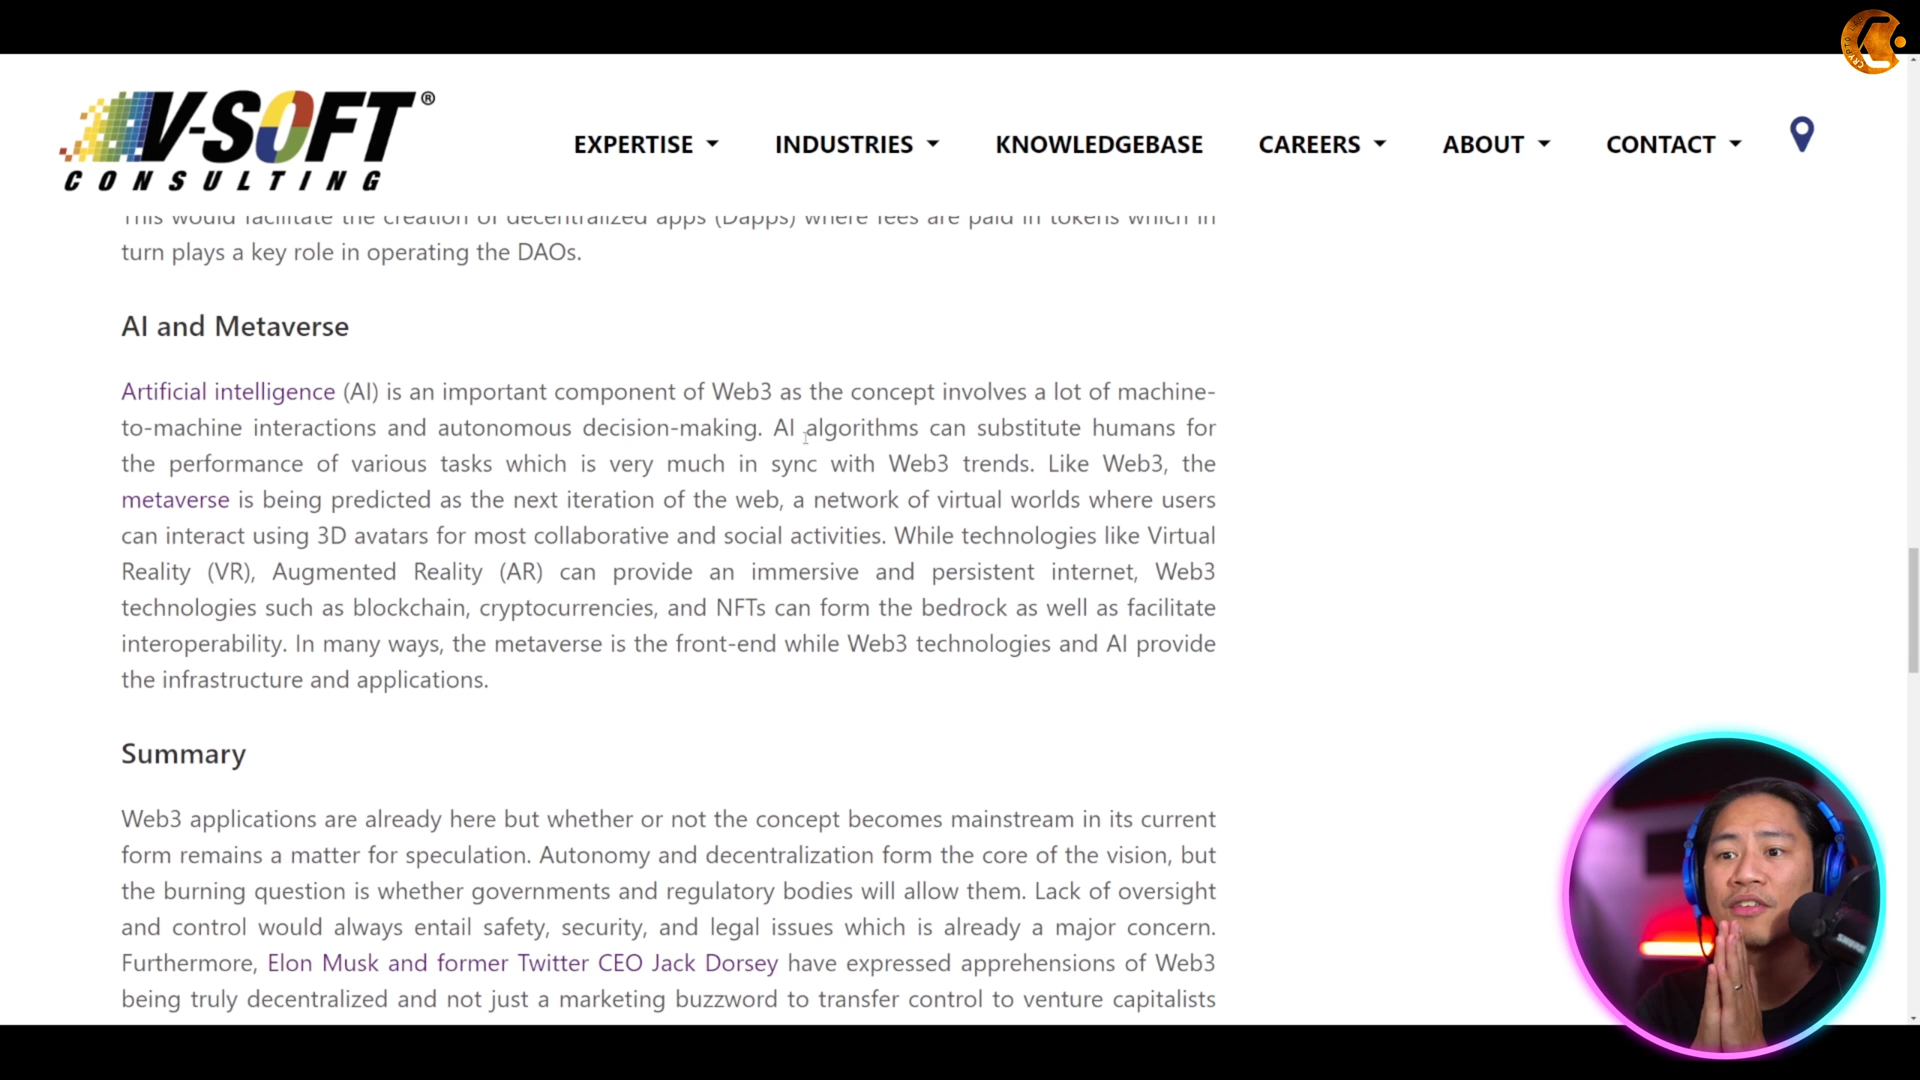 CRYPTO
V-SOFT®
CONSULTING
EXPERTISE INDUSTRIES KNOWLEDGEBASE CAREERS ABOUT CONTACT
This would facilitate the creation of decentralized apps (Dapps) where fees are paid in tokens which in
turn plays a key role in operating the DAOs.
AI and Metaverse
Artificial intelligence (AI) is an important component of Web3 as the concept involves a lot of machine-
to-machine interactions and autonomous decision-making. AI algorithms can substitute humans for
the performance of various tasks which is very much in sync with Web3 trends. Like Web3, the
metaverse is being predicted as the next iteration of the web, a network of virtual worlds where users
can interact using 3D avatars for most collaborative and social activities. While technologies like Virtual
Reality (VR), Augmented Reality (AR) can provide an immersive and persistent internet, Web3
technologies such as blockchain, cryptocurrencies, and NFTs can form the bedrock as well as facilitate
interoperability. In many ways, the metaverse is the front-end while Web3 technologies and AI provide
the infrastructure and applications.
Summary
Web3 applications are already here but whether or not the concept becomes mainstream in its current
form remains a matter for speculation. Autonomy and decentralization form the core of the vision, but
the burning question is whether governments and regulatory bodies will allow them. Lack of oversight
and control would always entail safety, security, and legal issues which is already a major concern.
Furthermore, Elon Musk and former Twitter CEO Jack Dorsey have expressed apprehensions of Web3
being truly decentralized and not just a marketing buzzword to transfer control to venture capitalists